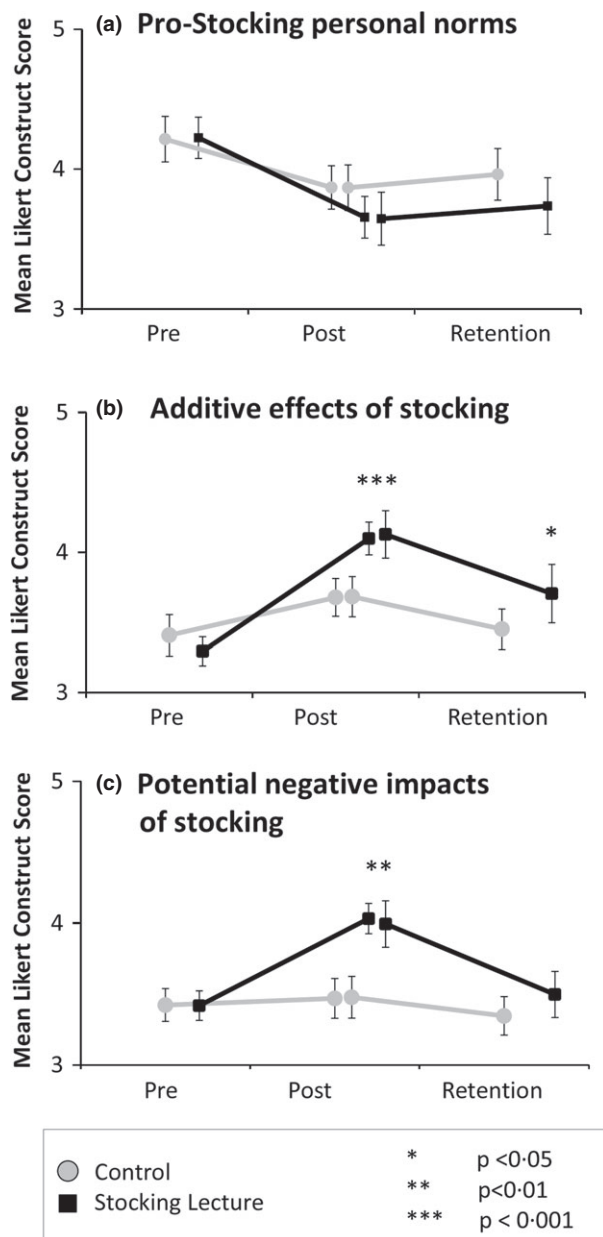 (a) Pro-Stocking personal norms
Mean Likert Construct Score
5
4
3
Pre Post Retention
(b) Additive effects of stocking
Mean Likert Construct Score
5
***
*
4
3
Pre Post Retention
(c) Potential negative impacts
of stocking
Mean Likert Construct Score
5
**
4
3
Pre Post Retention
Control
Stocking Lecture
* p <0·05
** p<0·01
*** p < 0·001